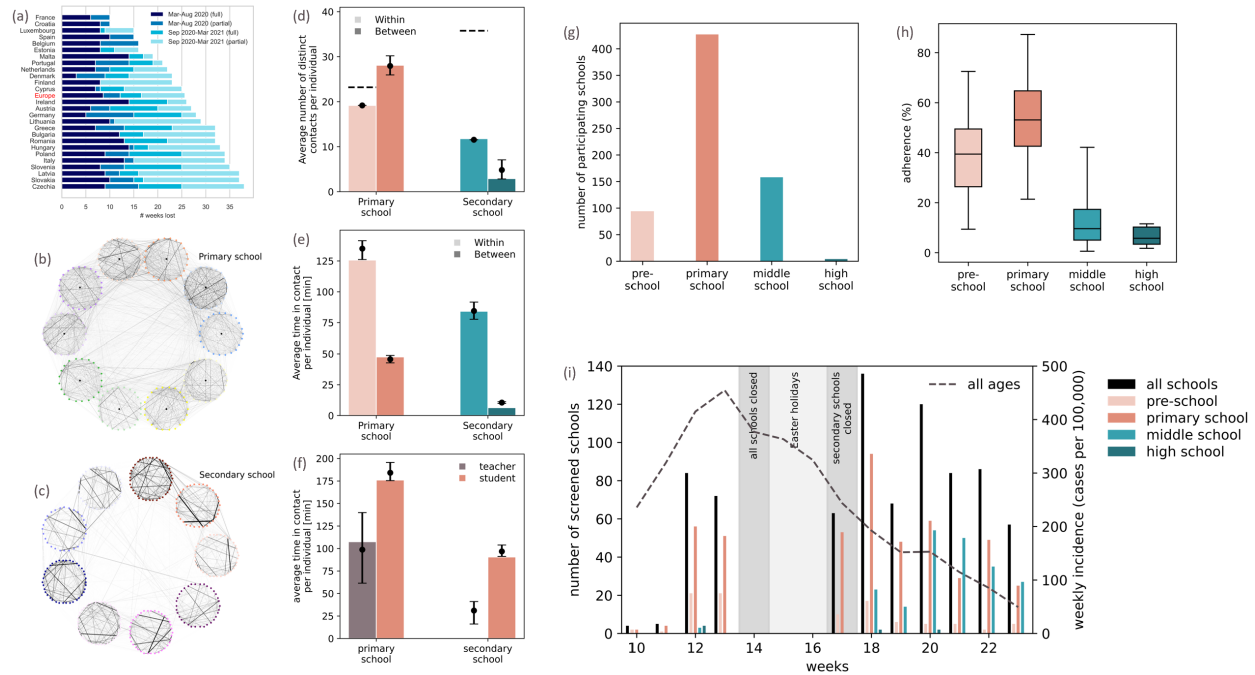 (a)
Mar-Aug 2020 (full)
Mar-Aug 2020 (partial)
Sep 2020-Mar 2021 (full)
Sep 2020-Mar 2021 (partial)
France
Croatia
Luxembourg
Spain
Belgium
Estonia
Malta
Portugal
Netherlands
Denmark
Finland
Cyprus
Europe
Ireland
Austria
Germany
Lithuania
Greece
Bulgaria
Romania
Hungary
Poland
Italy
Slovenia
Latvia
Slovakia
Czechia
0 5 10 15 20 25 30 35
# weeks lost
(b)
Primary school
(c)
Secondary school
(d)
Within
Between
Average number of distinct
contacts per individual
40
30
20
10
0
Primary
school
Secondary
school
(e)
Within
Between
Average time in contact
per individual [min]
125
100
75
50
25
0
Primary
school
Secondary
school
(f)
teacher
student
average time in contact
per individual [min]
200
175
150
125
100
75
50
25
0
primary
school
secondary
school
(g)
number of participating schools
400
350
300
250
200
150
100
50
0
pre-
school
primary
school
middle
school
high
school
(h)
adherence (%)
80
60
40
20
0
pre-
school
primary
school
middle
school
high
school
(i)
all ages
all schools closed
Easter holidays
secondary schools
closed
number of screened schools
140
120
100
80
60
40
20
0
10 12 14 16 18 20 22
weeks
500
400
300
200
100
0
weekly incidence (cases per 100,000)
all schools
pre-school
primary school
middle school
high school